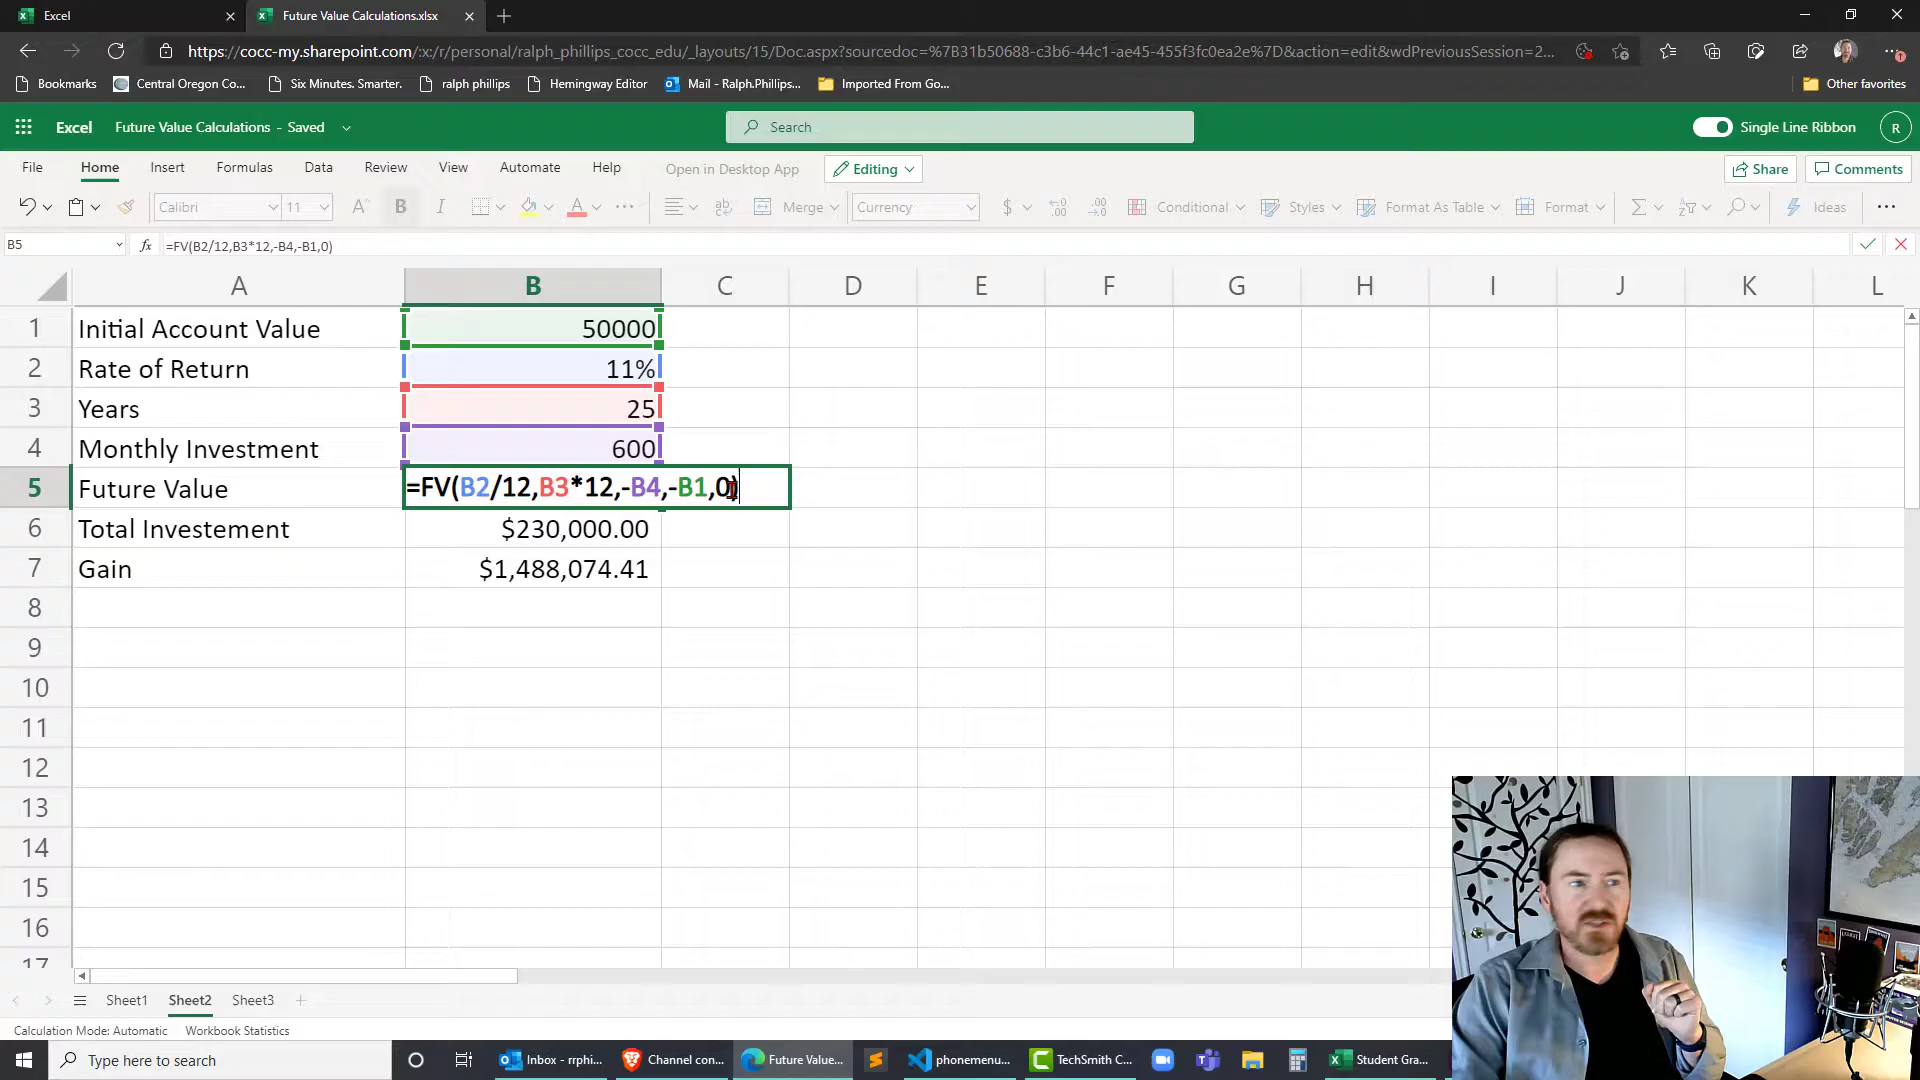 Excel
Future Value Calculations.xlsx
https://cocc-my.sharepoint.com/:x:/r/personal/ralph_phillips_cocc_edu/_layouts/15/Doc.aspx?sourcedoc=%7B31b50688-c3b6-44c1-ae45-455f3fc0ea2e%7D&action=edit&wdPreviousSession=2...
Bookmarks Central Oregon Co... Six Minutes. Smarter. ralph phillips Hemingway Editor Mail - Ralph.Phillips... Imported From Go... Other favorites
Excel Future Value Calculations - Saved Search Single Line Ribbon R
File Home Insert Formulas Data Review View Automate Help Open in Desktop App Editing Share Comments
Calibri 11 A B I A ab Merge Currency $ Conditional Styles Format As Table Format Ideas
B5 fx =FV(B2/12,B3*12,-B4,-B1,0)
A B C D E F G H I J K L
1 Initial Account Value 50000
2 Rate of Return 11%
3 Years 25
4 Monthly Investment 600
5 Future Value =FV(B2/12,B3*12,-B4,-B1,0)
6 Total Investement $230,000.00
7 Gain $1,488,074.41
8
9
10
11
12
13
14
15
16
17
Sheet1 Sheet2 Sheet3
Calculation Mode: Automatic Workbook Statistics
Type here to search Inbox - rrphi... Channel con... Future Value... phonemenu... TechSmith C... Student Gra...